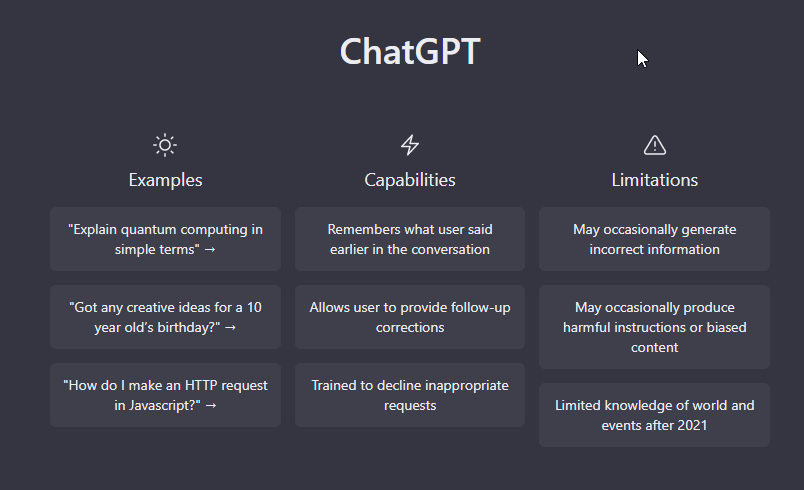 ChatGPT
Examples
"Explain quantum computing in
simple terms" →
"Got any creative ideas for a 10
year old’s birthday?" →
"How do I make an HTTP request
in Javascript?" →
Capabilities
Remembers what user said
earlier in the conversation
Allows user to provide follow-up
corrections
Trained to decline inappropriate
requests
Limitations
May occasionally generate
incorrect information
May occasionally produce
harmful instructions or biased
content
Limited knowledge of world and
events after 2021